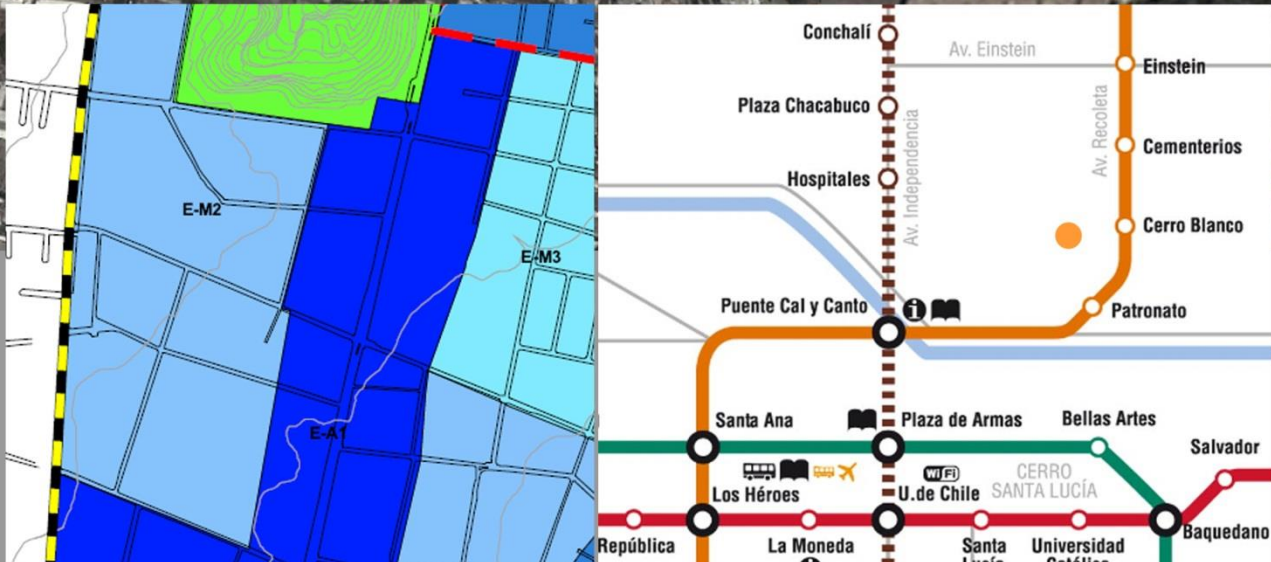 E-M2
E-M3
E-A1
Conchalí
Av. Einstein
Einstein
Plaza Chacabuco
Av. Independencia
Av. Recoleta
Cementerios
Hospitales
Cerro Blanco
Puente Cal y Canto
i
Patronato
Santa Ana
Plaza de Armas
Bellas Artes
Salvador
WiFi
CERRO
SANTA LUCÍA
Los Héroes
U.de Chile
República
La Moneda
Santa
Lucía
Universidad
Católica
Baquedano